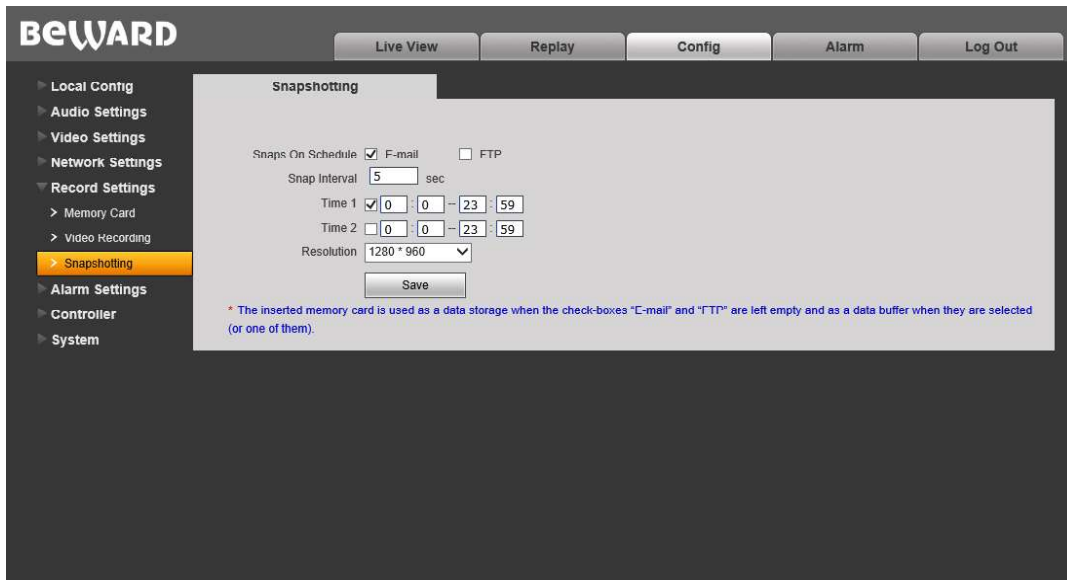 BEWARD
Live View Replay Config Alarm Log Out
Local Config
Audio Settings
Video Settings
Network Settings
Record Settings
> Memory Card
> Video Recording
> Snapshotting
Alarm Settings
Controller
System
Snapshotting
Snaps On Schedule E-mail FTP
Snap Interval 5 sec
Time 1 0 : 0 -- 23 : 59
Time 2 0 : 0 -- 23 : 59
Resolution 1280 * 960
Save
* The inserted memory card is used as a data storage when the check-boxes "E-mail" and "FTP" are left empty and as a data buffer when they are selected
(or one of them).